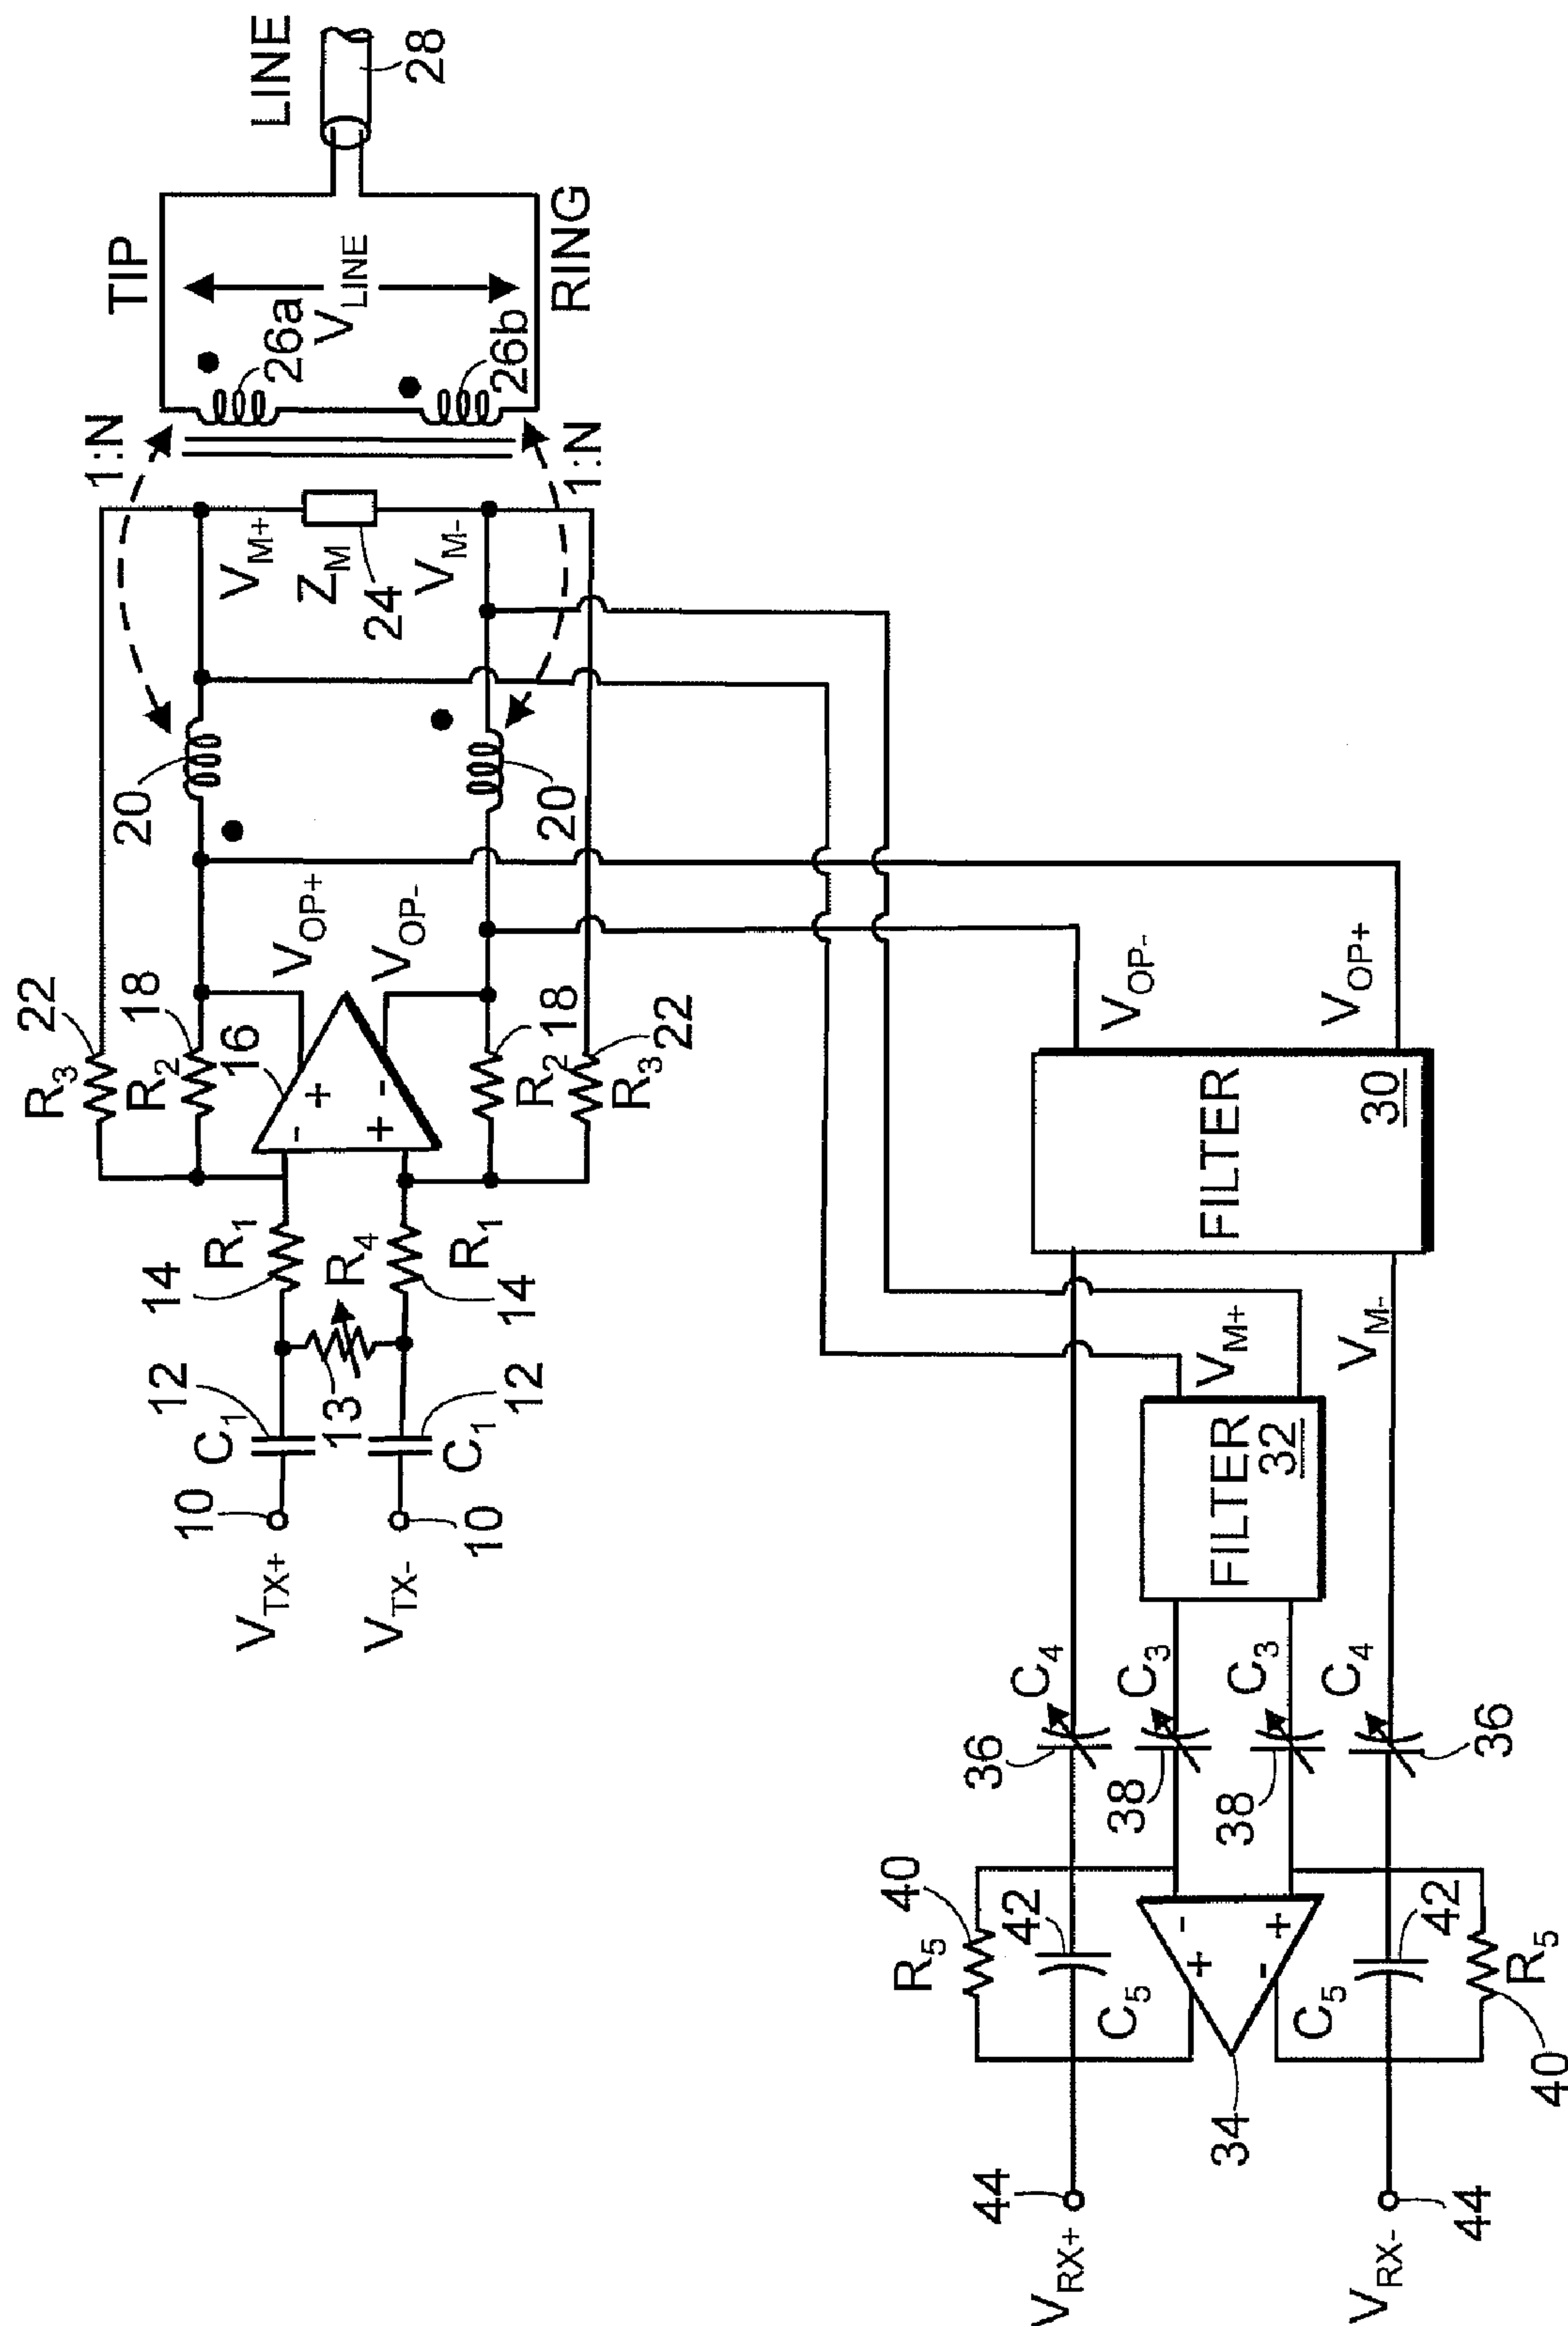 LINE
28
TIP
V_LINE
RING
26a
26b
1:N
1:N
V_M+
Z_M
24
V_M-
20
20
V_OP+
V_OP-
22
R_3
18
R_2
16
-
+
+
-
18
R_2
22
R_3
R_1
14
R_4
R_1
14
12
C_1
13
C_1
12
10
10
V_TX+
V_TX-
V_OP-
V_OP+
FILTER
30
V_M+
V_M-
FILTER
32
C_4
C_3
C_3
C_4
36
38
38
36
40
R_5
42
C_5
-
+
+
-
42
C_5
R_5
40
34
44
44
V_RX+
V_RX-